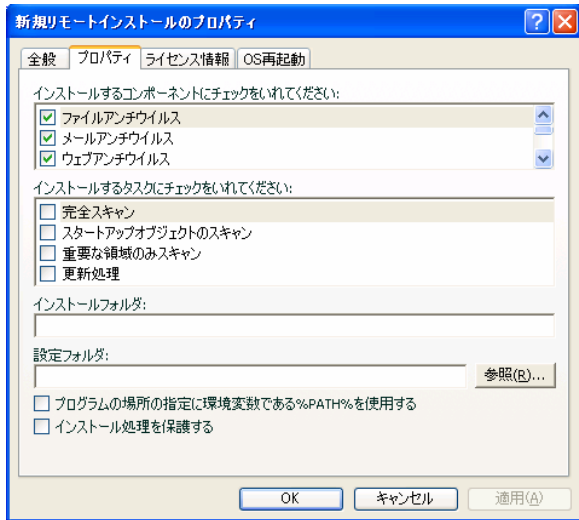 新規リモートインストールのプロパティ
全般 プロパティ ライセンス情報 OS再起動
インストールするコンポーネントにチェックをいれてください:
ファイルアンチウイルス
メールアンチウイルス
ウェブアンチウイルス
インストールするタスクにチェックをいれてください:
完全スキャン
スタートアップオブジェクトのスキャン
重要な領域のみスキャン
更新処理
インストールフォルダ:
設定フォルダ:
参照(R)...
プログラムの場所の指定に環境変数である%PATH%を使用する
インストール処理を保護する
OK キャンセル 適用(A)